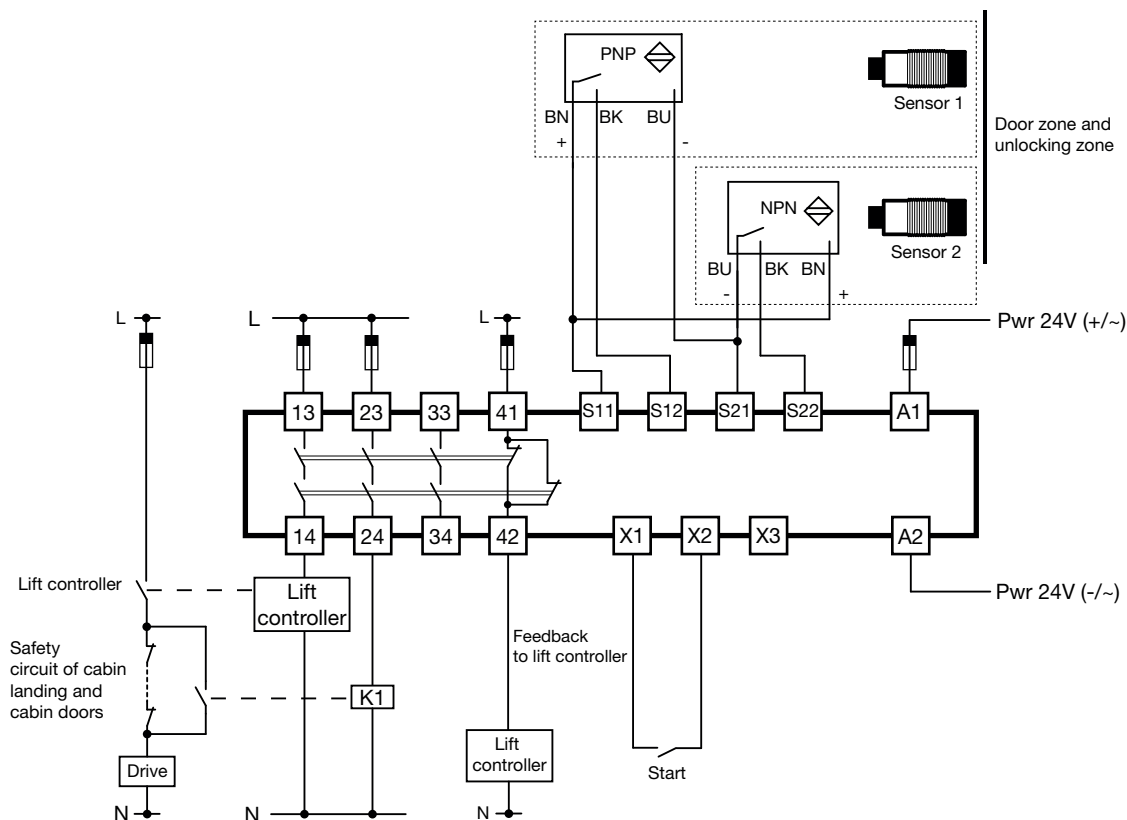 PNP
Sensor 1
BN
BK
BU
+
-
Door zone and
unlocking zone
NPN
Sensor 2
BU
BK
BN
-
+
L
L
L
Pwr 24V (+/~)
13
23
33
41
S11
S12
S21
S22
A1
14
24
34
42
X1
X2
X3
A2
Lift controller
Lift
controller
Pwr 24V (-/~)
Safety
circuit of cabin
landing and
cabin doors
Feedback
to lift controller
K1
Drive
Lift
controller
Start
N
N
N